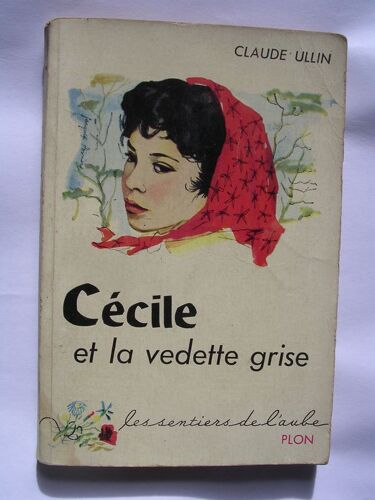 CLAUDE ULLIN
Cécile
et la vedette grise
les sentiers de l'aube
PLON